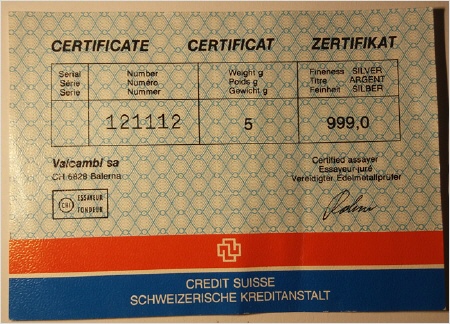 CERTIFICATE CERTIFICAT ZERTIFIKAT
Serial Number Weight g Fineness SILVER
Série Numéro Poids g Titre ARGENT
Serie Nummer Gewicht g Feinheit SILBER
121112 5 999,0
Valcambi sa Certified assayer
CH 6828 Balerna Essayeur-juré
Vereidigter Edelmetallprüfer
CHI ESSAYEUR
FONDEUR
CREDIT SUISSE
SCHWEIZERISCHE KREDITANSTALT